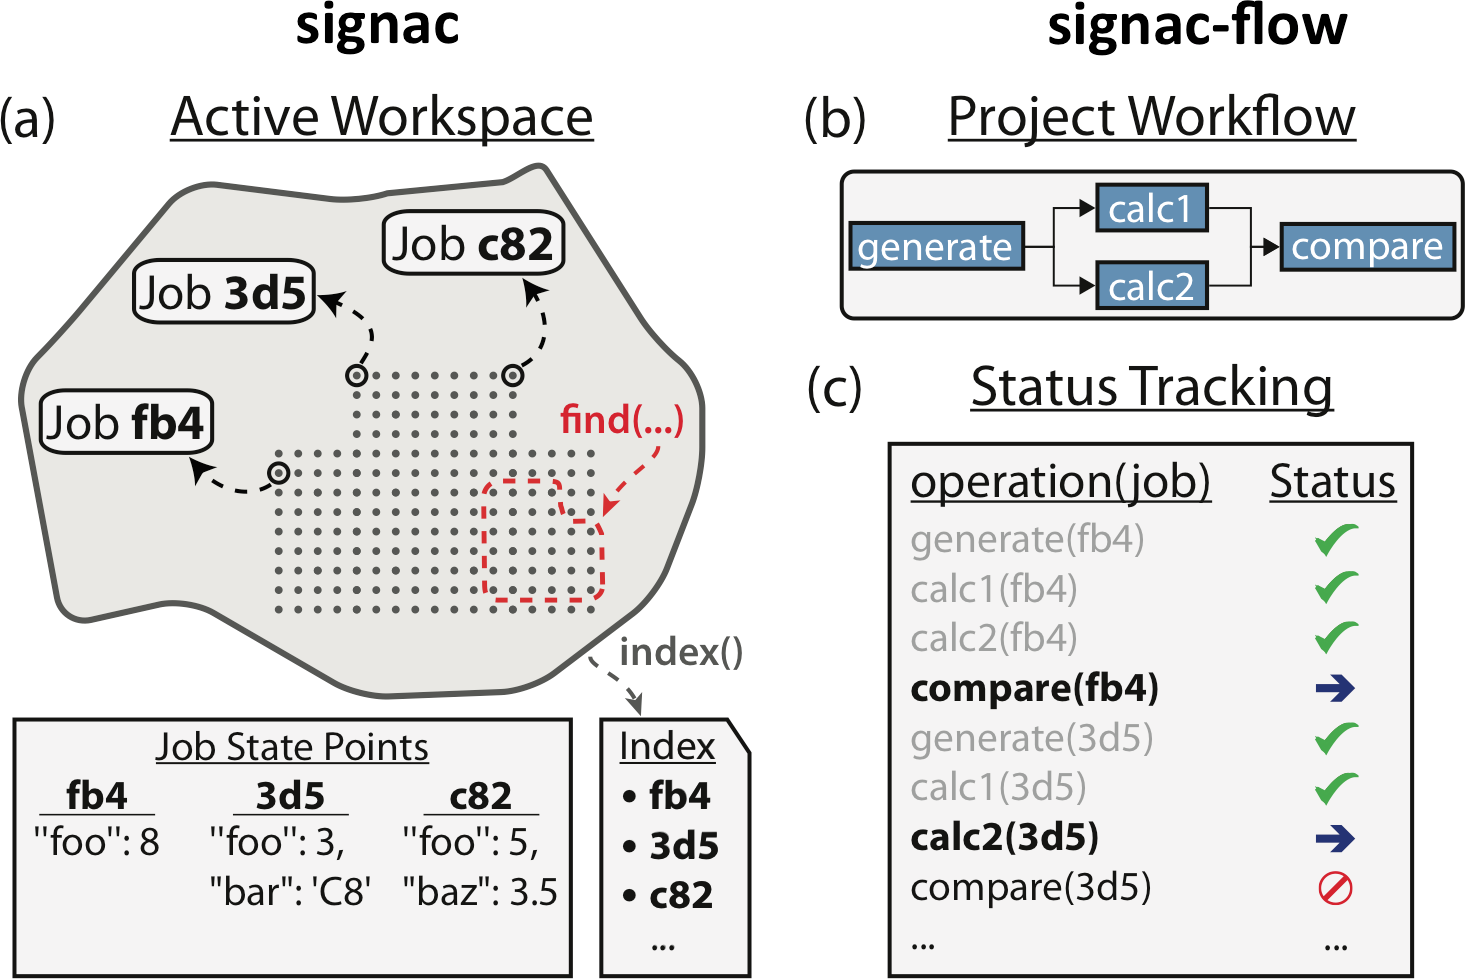 signac
signac-flow
(a) Active Workspace
Job c82
Job 3d5
Job fb4
find(...)
index()
Job State Points
fb4 3d5 c82
"foo": 8 "foo": 3, "foo": 5,
"bar": 'C8' "baz": 3.5
Index
• fb4
• 3d5
• c82
...
(b) Project Workflow
generate
calc1
calc2
compare
(c) Status Tracking
operation(job) Status
generate(fb4)
calc1(fb4)
calc2(fb4)
compare(fb4)
generate(3d5)
calc1(3d5)
calc2(3d5)
compare(3d5)
... ...